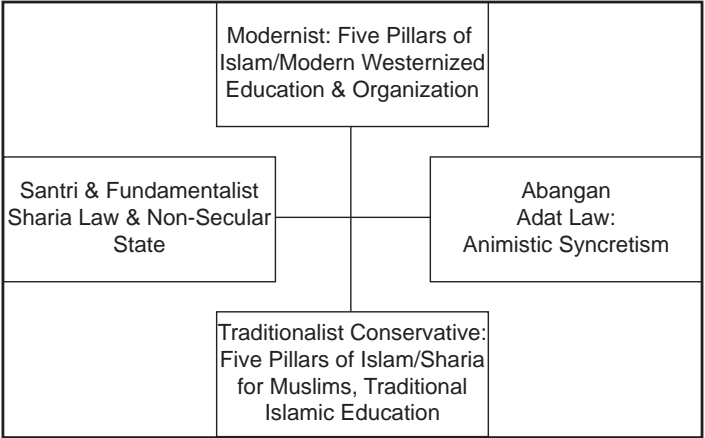 Modernist: Five Pillars of
Islam/Modern Westernized
Education & Organization
Santri & Fundamentalist
Sharia Law & Non-Secular
State
Abangan
Adat Law:
Animistic Syncretism
Traditionalist Conservative:
Five Pillars of Islam/Sharia
for Muslims, Traditional
Islamic Education